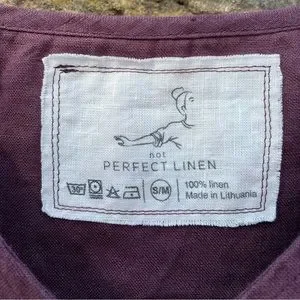 not
PERFECT LINEN
30°
S/M
100% linen
Made in Lithuania